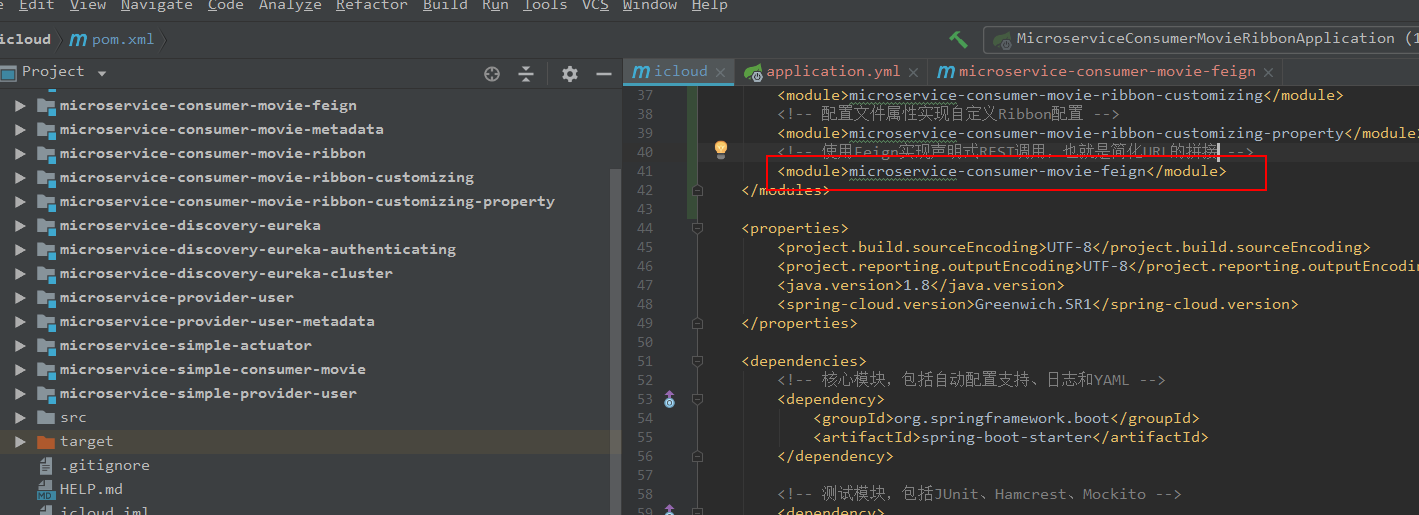 Edit View Navigate Code Analyze Refactor Build Run Tools VCS Window Help
icloud pom.xml MicroserviceConsumerMovieRibbonApplication (1
Project
microservice-consumer-movie-feign
microservice-consumer-movie-metadata
microservice-consumer-movie-ribbon
microservice-consumer-movie-ribbon-customizing
microservice-consumer-movie-ribbon-customizing-property
microservice-discovery-eureka
microservice-discovery-eureka-authenticating
microservice-discovery-eureka-cluster
microservice-provider-user
microservice-provider-user-metadata
microservice-simple-actuator
microservice-simple-consumer-movie
microservice-simple-provider-user
src
target
.gitignore
HELP.md
icloud.iml
icloud application.yml microservice-consumer-movie-feign
37 <module>microservice-consumer-movie-ribbon-customizing</module>
38 <!-- 配置文件属性实现自定义Ribbon配置 -->
39 <module>microservice-consumer-movie-ribbon-customizing-property</module
40 <!-- 使用Feign实现声明式REST调用，也就是简化URL的拼接 -->
41 <module>microservice-consumer-movie-feign</module>
42 </modules>
43
44 <properties>
45 <project.build.sourceEncoding>UTF-8</project.build.sourceEncoding>
46 <project.reporting.outputEncoding>UTF-8</project.reporting.outputEncodin
47 <java.version>1.8</java.version>
48 <spring-cloud.version>Greenwich.SR1</spring-cloud.version>
49 </properties>
50
51 <dependencies>
52 <!-- 核心模块，包括自动配置支持、日志和YAML -->
53 <dependency>
54 <groupId>org.springframework.boot</groupId>
55 <artifactId>spring-boot-starter</artifactId>
56 </dependency>
57
58 <!-- 测试模块，包括JUnit、Hamcrest、Mockito -->
59 <dependency>